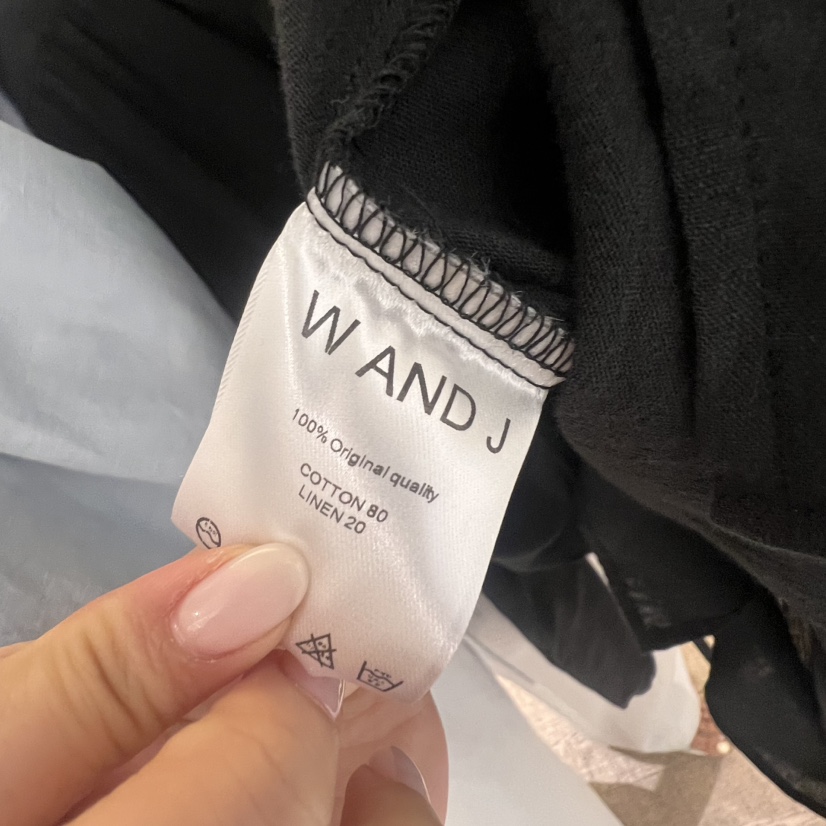 W AND J
100% Original quality
COTTON 80
LINEN 20